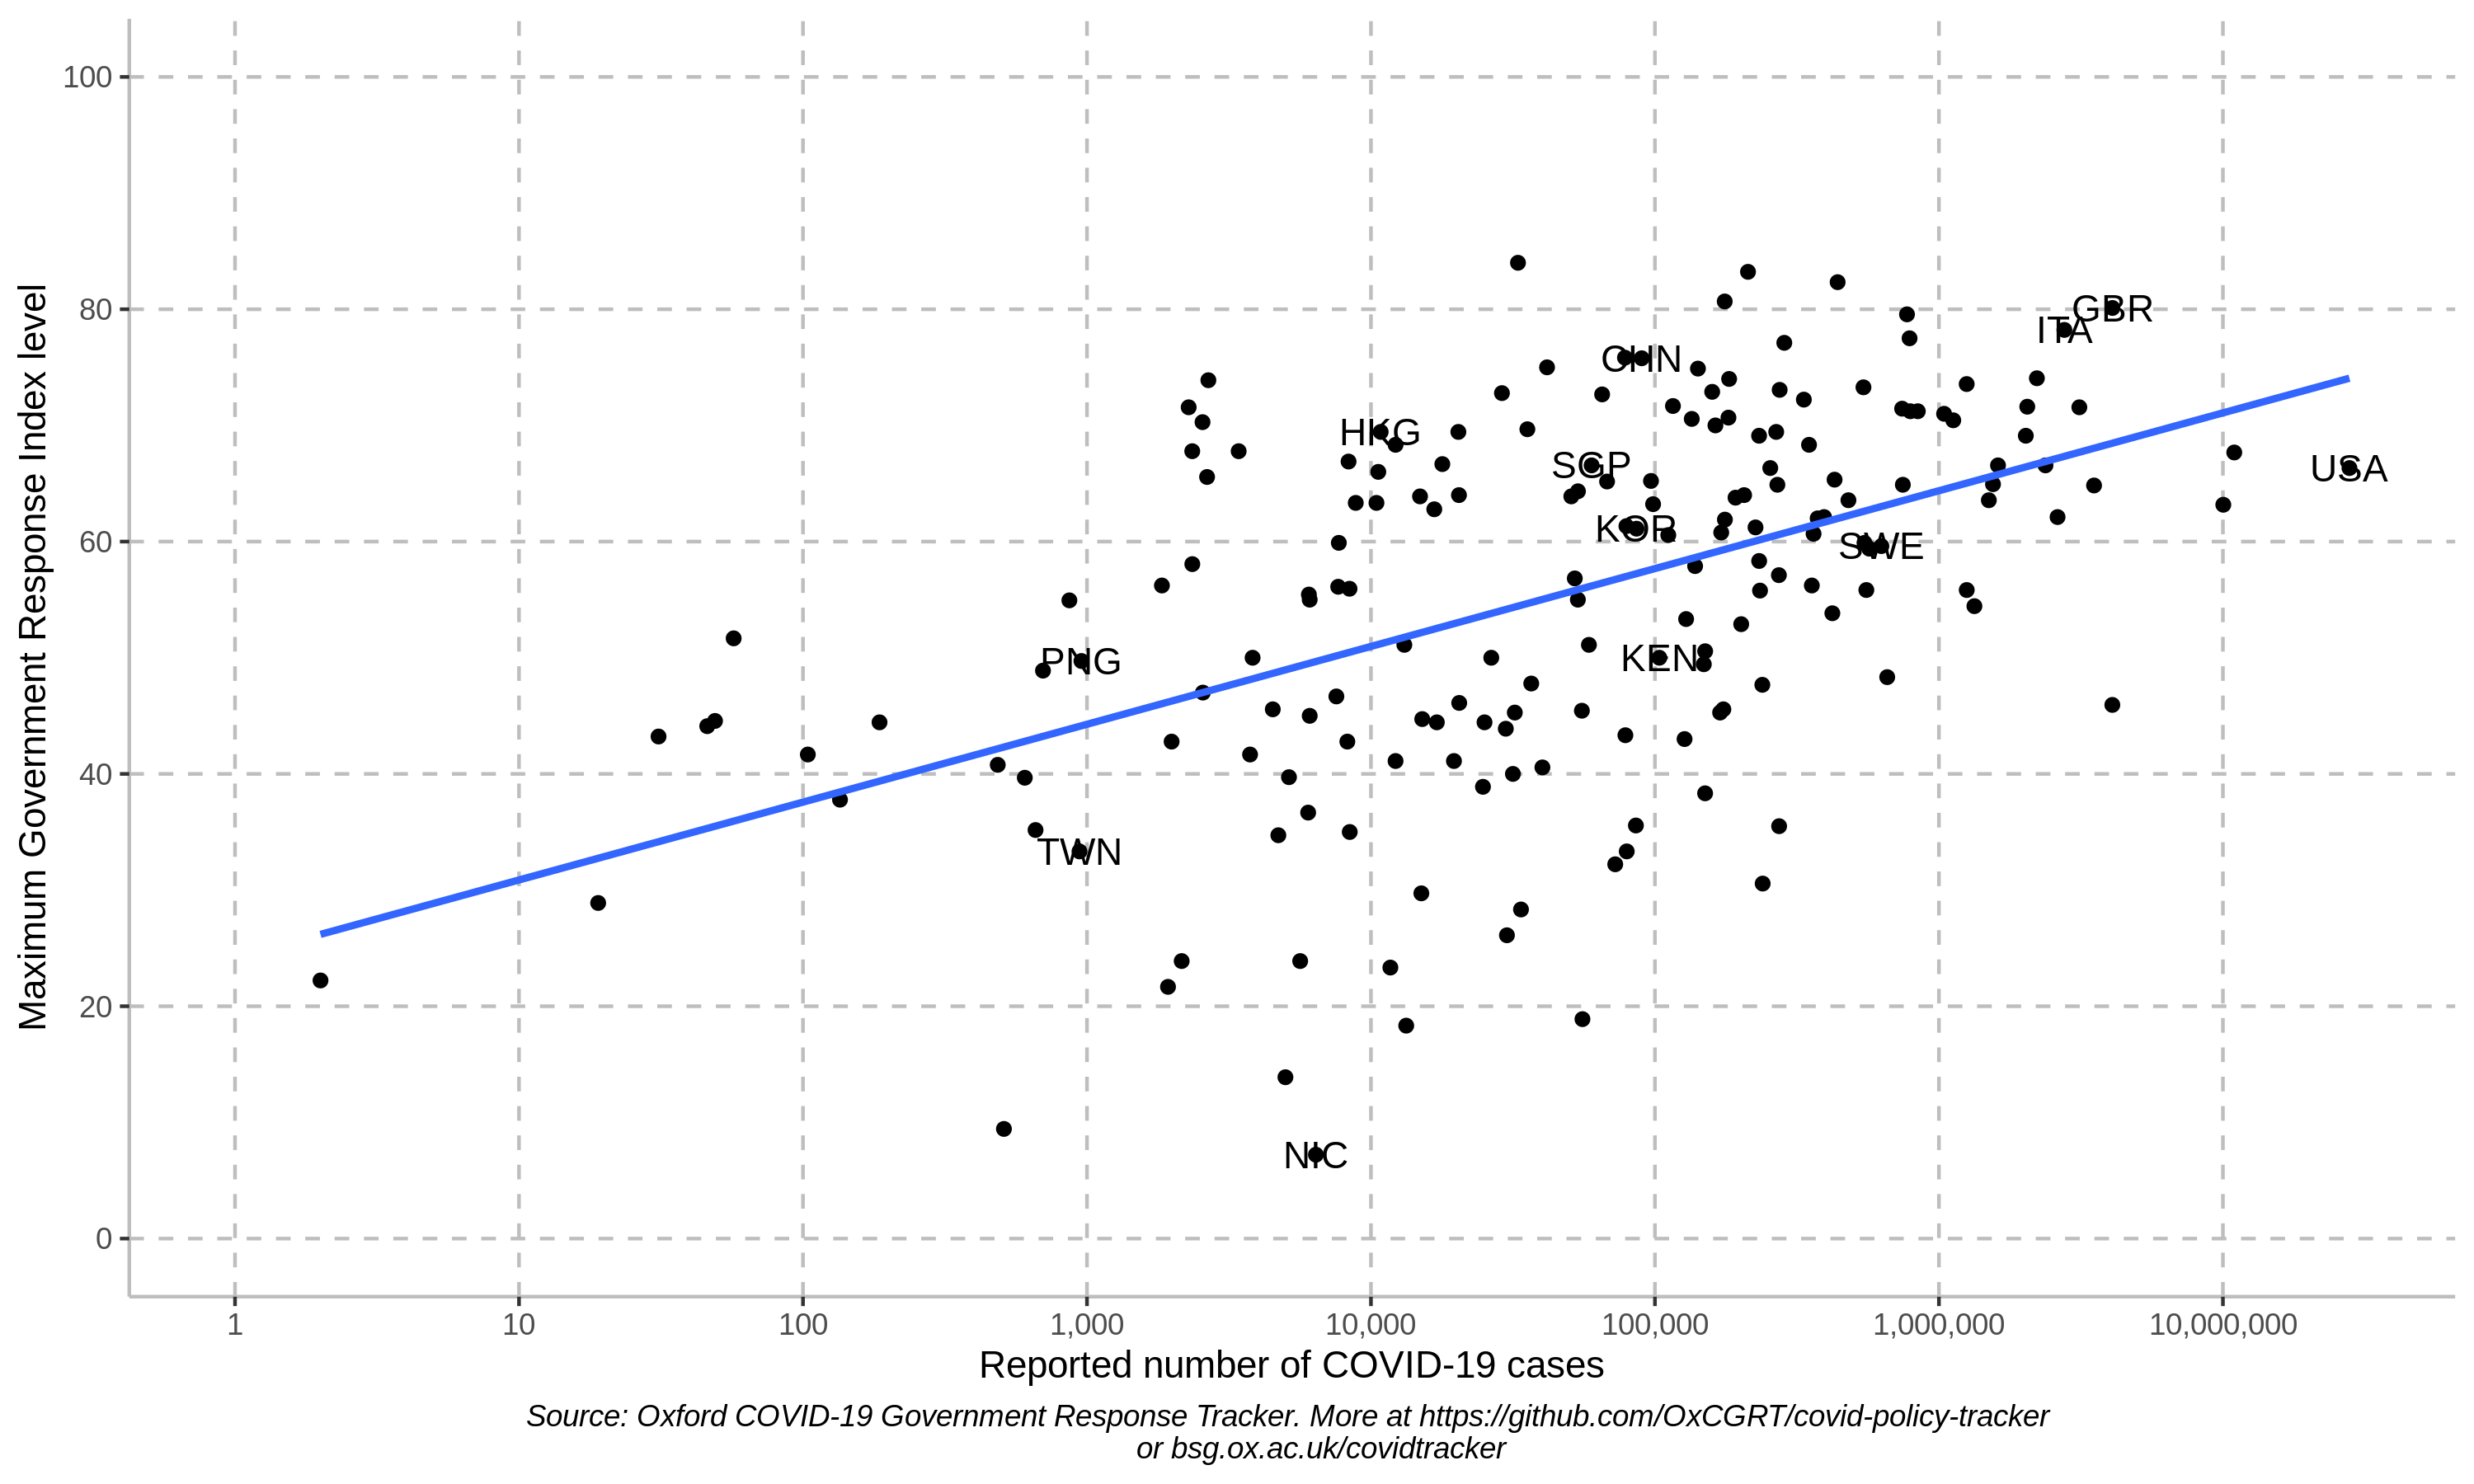 Maximum Government Response Index level
100
80
60
40
20
0
GBR
ITA
CHN
HKG
SGP
USA
KOR
SWE
PNG
KEN
TWN
NIC
1
10
100
1,000
10,000
100,000
1,000,000
10,000,000
Reported number of COVID-19 cases
Source: Oxford COVID-19 Government Response Tracker. More at https://github.com/OxCGRT/covid-policy-tracker
or bsg.ox.ac.uk/covidtracker